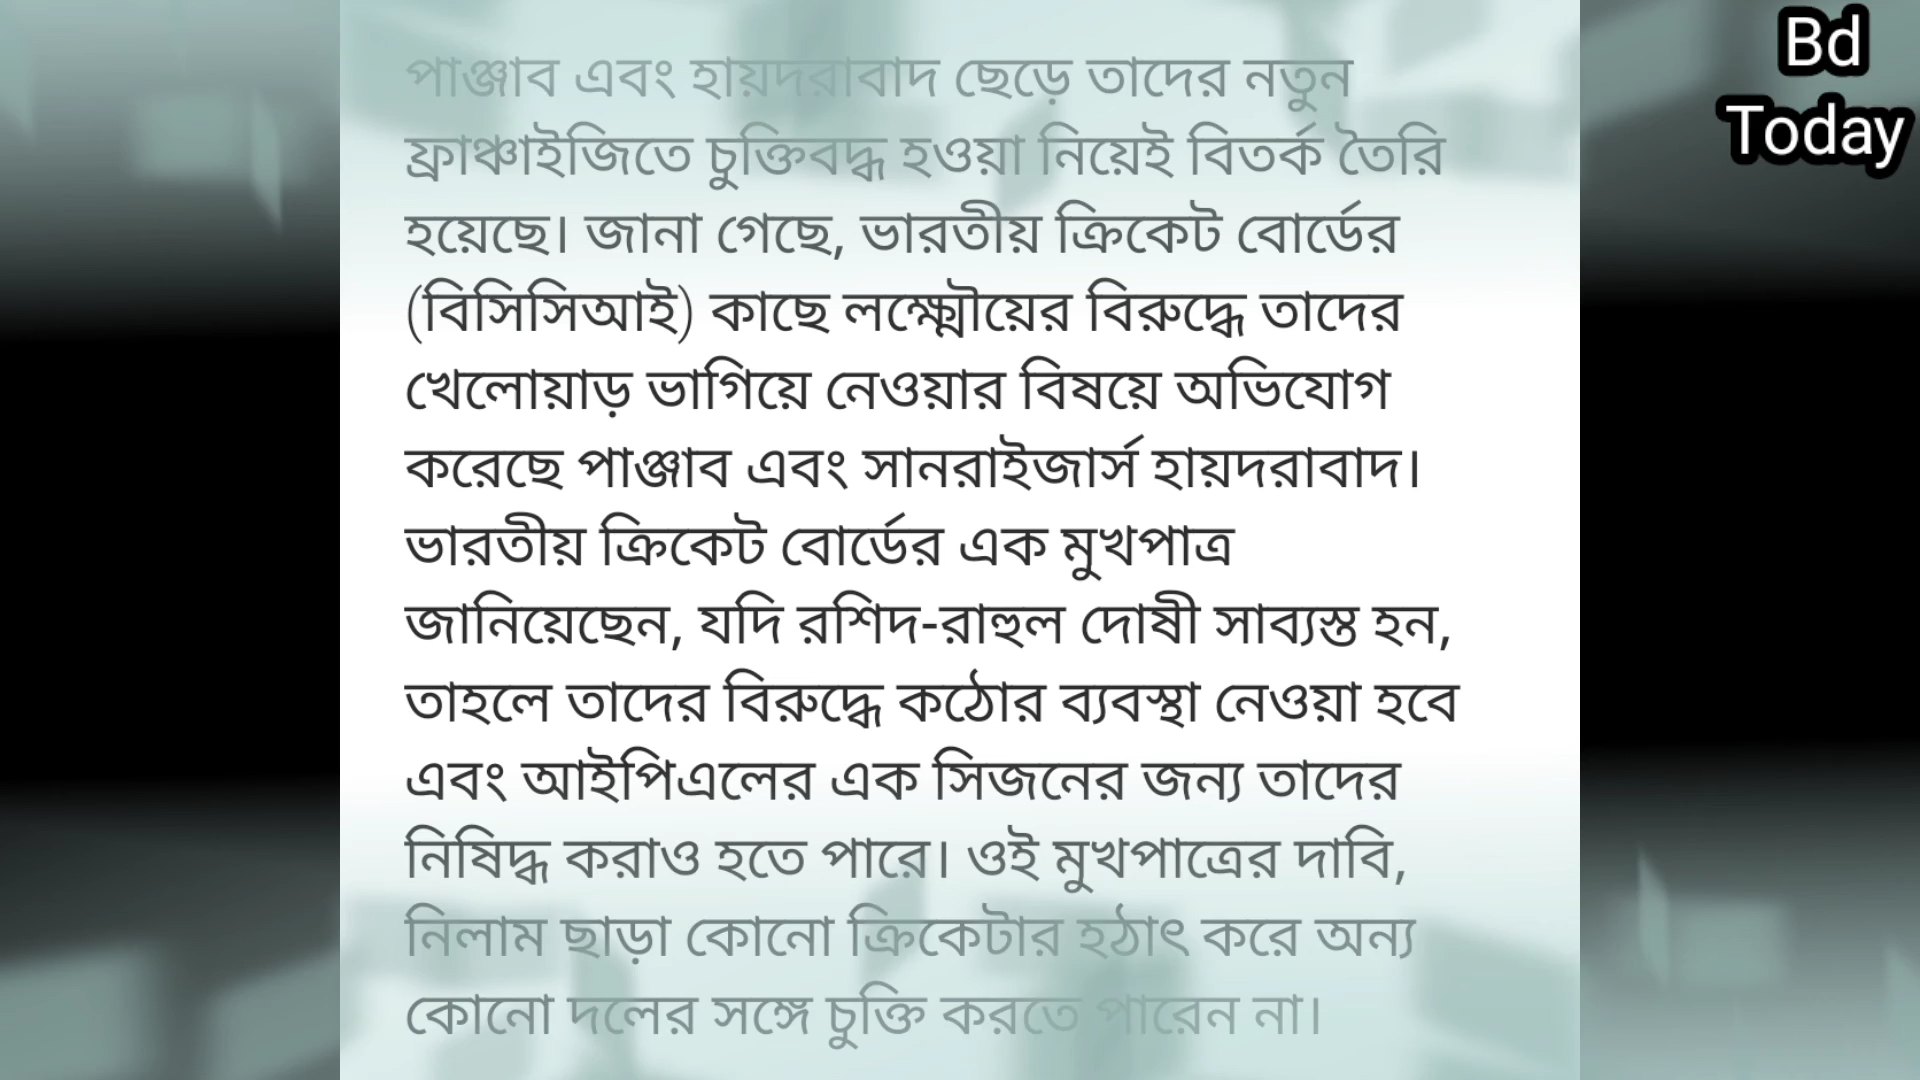 পাঞ্জাব এবং হায়দরাবাদ ছেড়ে তাদের নতুন
ফ্রাঞ্চাইজিতে চুক্তিবদ্ধ হওয়া নিয়েই বিতর্ক তৈরি
হয়েছে। জানা গেছে, ভারতীয় ক্রিকেট বোর্ডের
(বিসিসিআই) কাছে লক্ষ্ণৌয়ের বিরুদ্ধে তাদের
খেলোয়াড় ভাগিয়ে নেওয়ার বিষয়ে অভিযোগ
করেছে পাঞ্জাব এবং সানরাইজার্স হায়দরাবাদ।
ভারতীয় ক্রিকেট বোর্ডের এক মুখপাত্র
জানিয়েছেন, যদি রশিদ-রাহুল দোষী সাব্যস্ত হন,
তাহলে তাদের বিরুদ্ধে কঠোর ব্যবস্থা নেওয়া হবে
এবং আইপিএলের এক সিজনের জন্য তাদের
নিষিদ্ধ করাও হতে পারে। ওই মুখপাত্রের দাবি,
নিলাম ছাড়া কোনো ক্রিকেটার হঠাৎ করে অন্য
কোনো দলের সঙ্গে চুক্তি করতে পারেন না।
Bd
Today